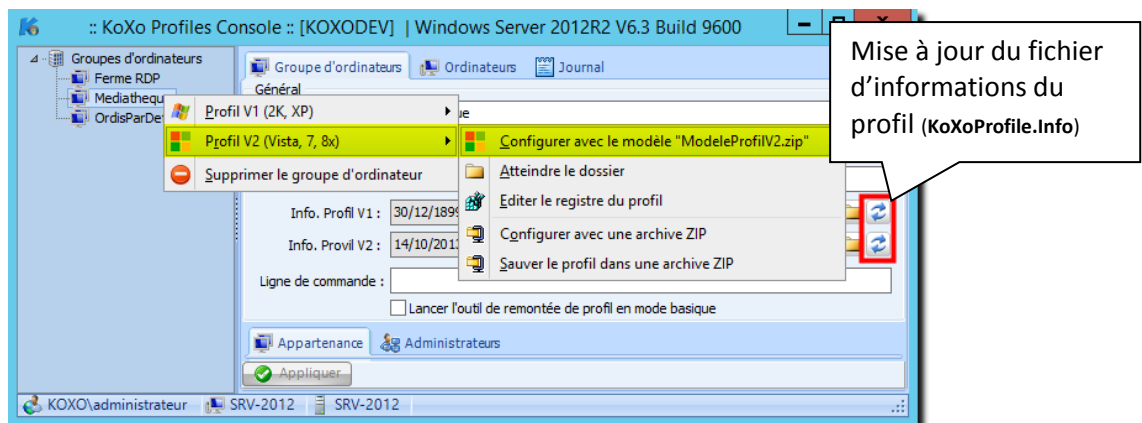 :: KoXo Profiles Console :: [KOXODEV] | Windows Server 2012R2 V6.3 Build 9600
Mise à jour du fichier
d’informations du
profil (KoXoProfile.Info)
Groupes d'ordinateurs
Ferme RDP
Mediathequ
OrdisParDe
Groupe d'ordinateurs
Ordinateurs
Journal
Général
ue
Profil V1 (2K, XP)
Profil V2 (Vista, 7, 8x)
Supprimer le groupe d'ordinateur
Configurer avec le modèle "ModeleProfilV2.zip"
Atteindre le dossier
Editer le registre du profil
Configurer avec une archive ZIP
Sauver le profil dans une archive ZIP
Info. Profil V1 : 30/12/1899
Info. Provil V2 : 14/10/2013
Ligne de commande :
Lancer l'outil de remontée de profil en mode basique
Appartenance
Administrateurs
Appliquer
KOXO\administrateur
SRV-2012
SRV-2012